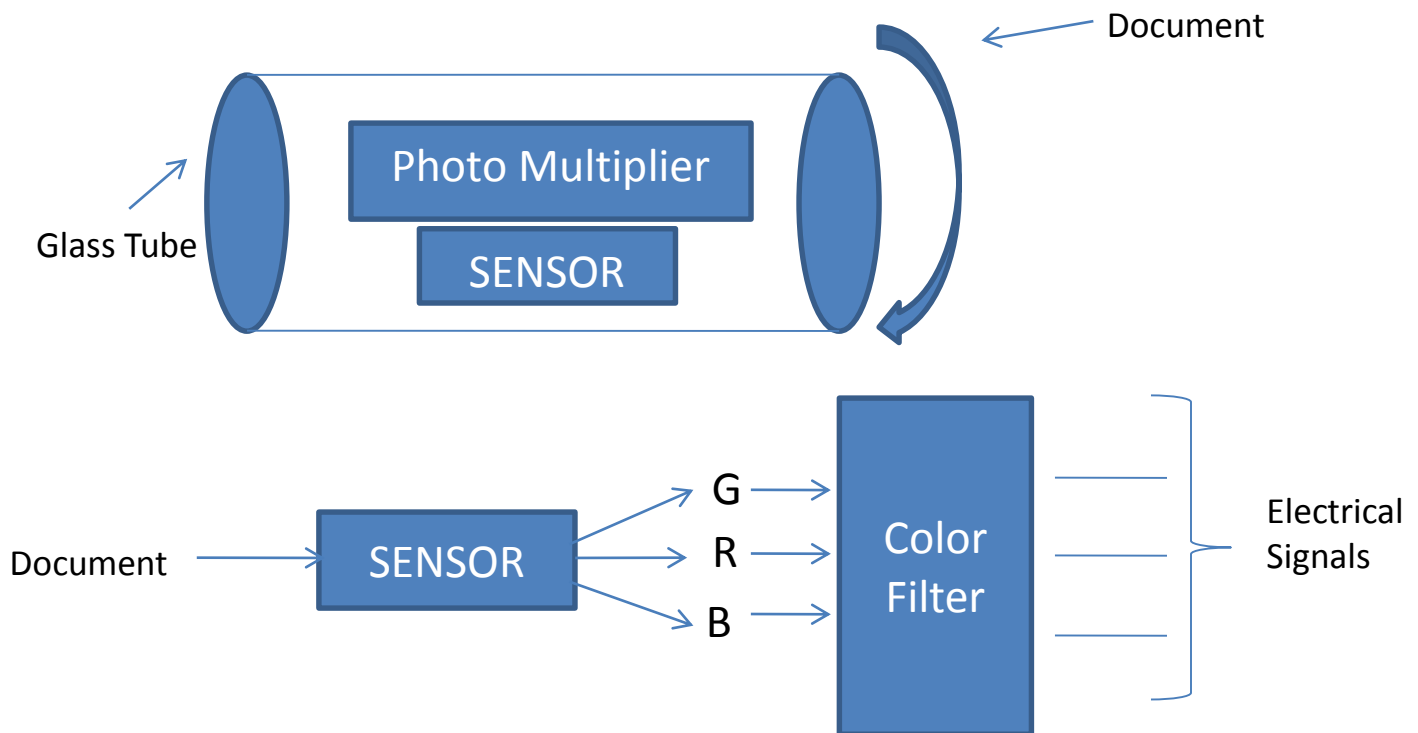 Document
Photo Multiplier
Glass Tube
SENSOR
G
Document
SENSOR
R
B
Color
Filter
Electrical
Signals